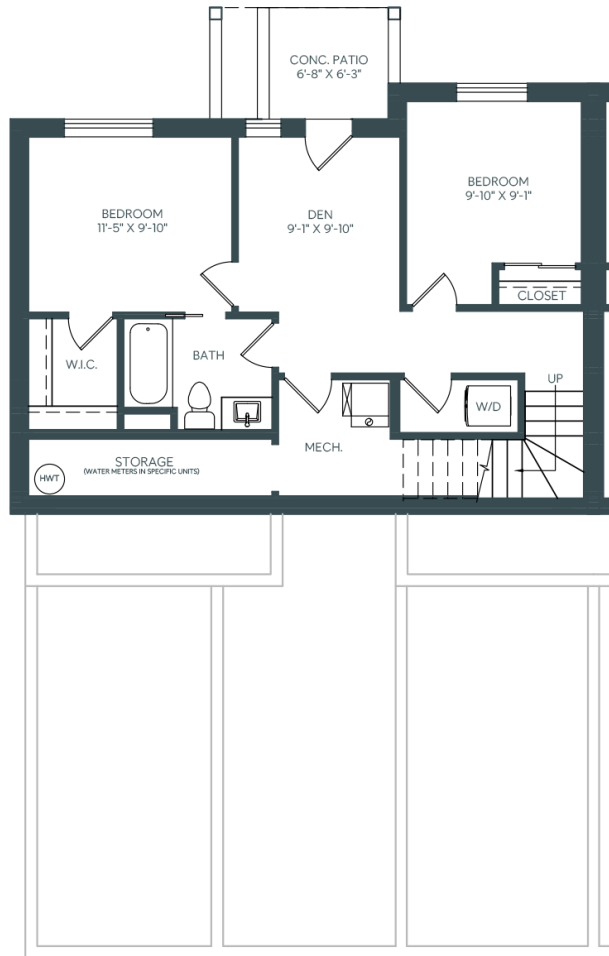 CONC. PATIO
6'-8" X 6'-3"
BEDROOM
11'-5" X 9'-10"
DEN
9'-1" X 9'-10"
BEDROOM
9'-10" X 9'-1"
CLOSET
W.I.C.
BATH
UP
W/D
MECH.
STORAGE
(WATER METERS IN SPECIFIC UNITS)
HWT